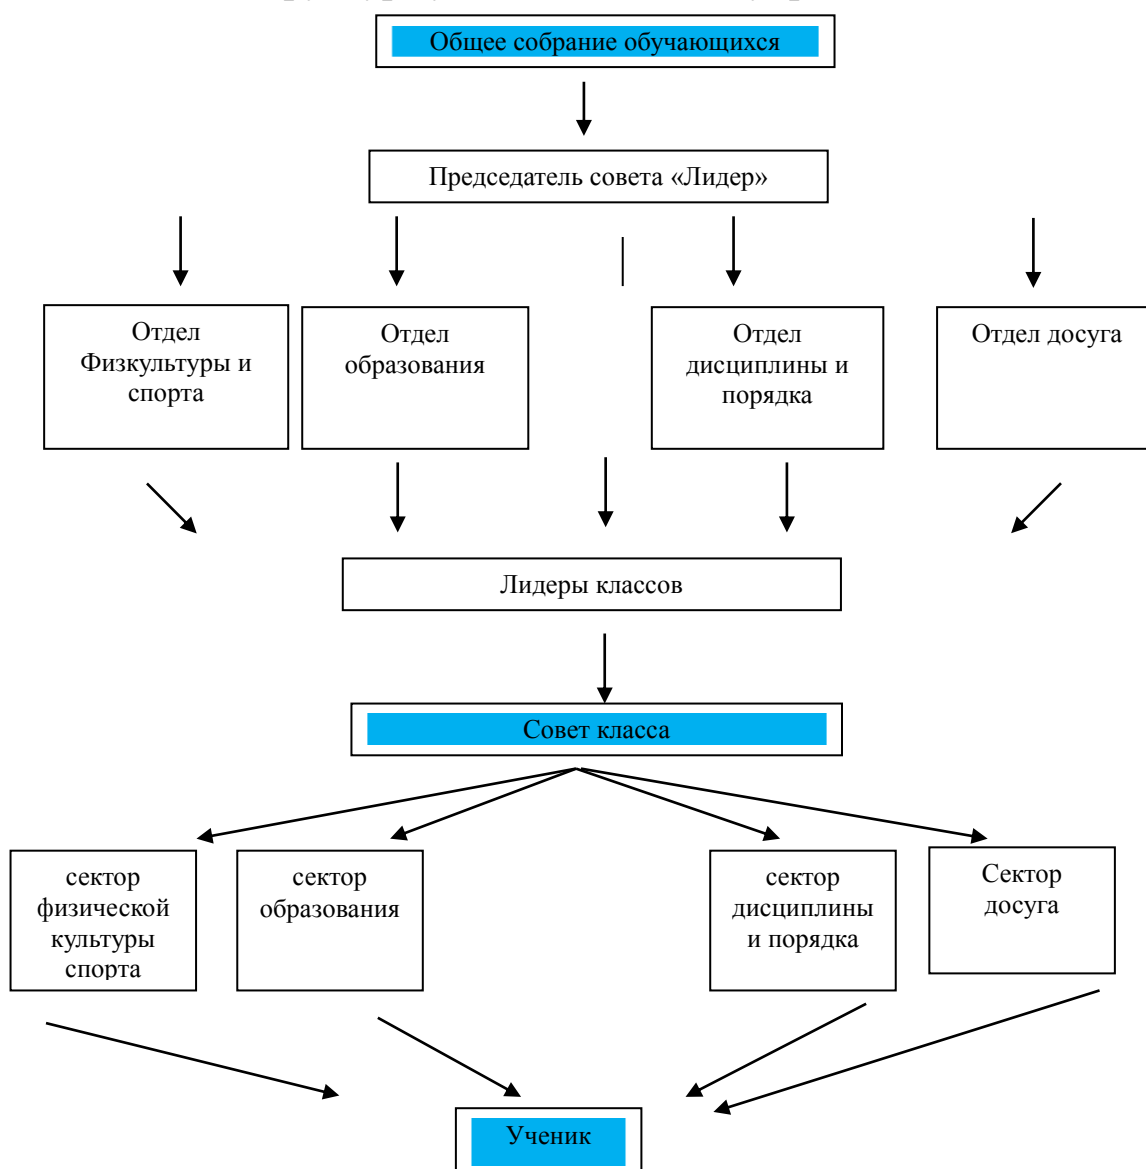 Общее собрание обучающихся
Председатель совета «Лидер»
Отдел
Физкультуры и
спорта
Отдел
образования
Отдел
дисциплины и
порядка
Отдел досуга
Лидеры классов
Совет класса
сектор
физической
культуры
спорта
сектор
образования
сектор
дисциплины
и порядка
Сектор
досуга
Ученик